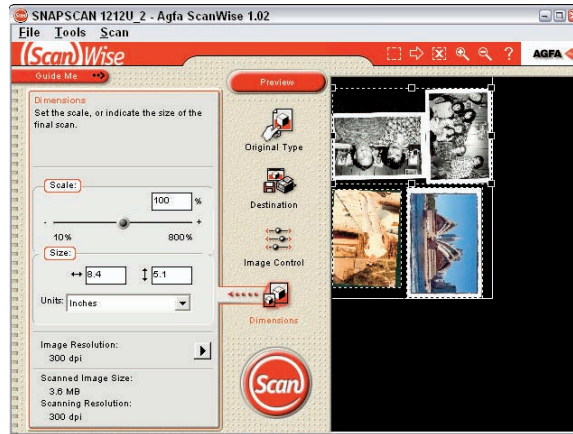 SNAPSCAN 1212U_2 - Agfa ScanWise 1.02
File Tools Scan
ScanWise
? AGFA
Guide Me
Preview
Dimensions
Set the scale, or indicate the size of the
final scan.
Original Type
Scale:
100 %
- +
10% 800%
Destination
Size:
8.4 5.1
Image Control
Units: Inches
Dimensions
Image Resolution:
300 dpi
Scanned Image Size:
3.6 MB
Scanning Resolution:
300 dpi
Scan